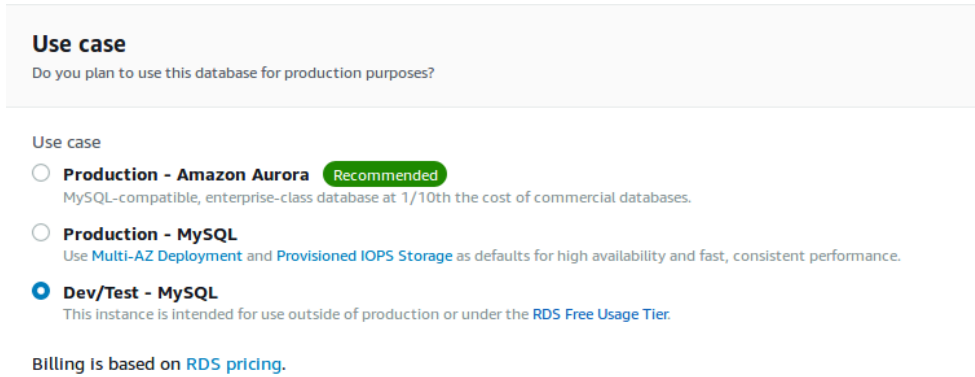 Use case
Do you plan to use this database for production purposes?
Use case
Production - Amazon Aurora Recommended
MySQL-compatible, enterprise-class database at 1/10th the cost of commercial databases.
Production - MySQL
Use Multi-AZ Deployment and Provisioned IOPS Storage as defaults for high availability and fast, consistent performance.
Dev/Test - MySQL
This instance is intended for use outside of production or under the RDS Free Usage Tier.
Billing is based on RDS pricing.